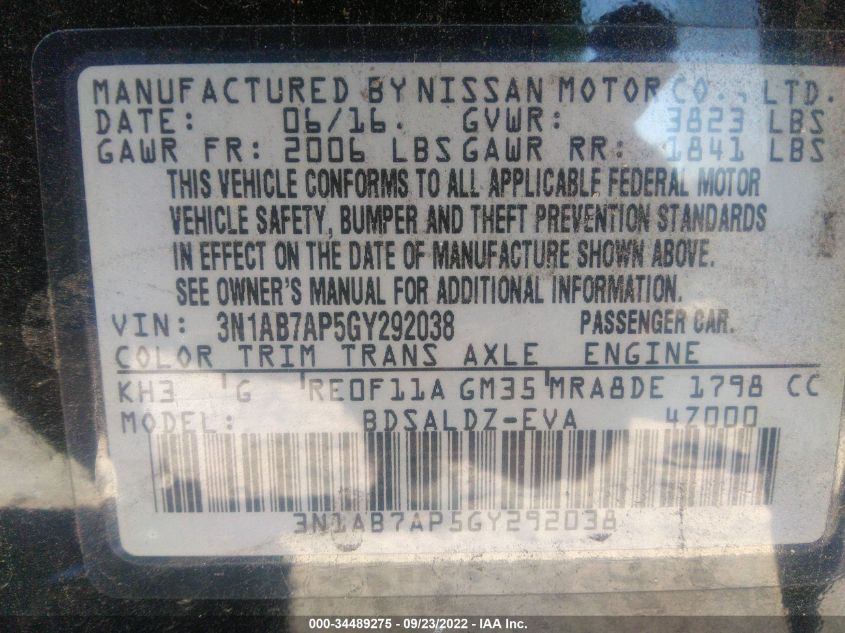 MANUFACTURED BY NISSAN MOTOR CO., LTD.
DATE: 06/16. GVWR: 3823 LBS
GAWR FR: 2006 LBS GAWR RR: 1841 LBS
THIS VEHICLE CONFORMS TO ALL APPLICABLE FEDERAL MOTOR
VEHICLE SAFETY, BUMPER AND THEFT PREVENTION STANDARDS
IN EFFECT ON THE DATE OF MANUFACTURE SHOWN ABOVE.
SEE OWNER'S MANUAL FOR ADDITIONAL INFORMATION.
VIN: 3N1AB7AP5GY292038 PASSENGER CAR.
COLOR TRIM TRANS AXLE ENGINE
KH3 G RE0F11A GM35 MRA8DE 1798 CC
MODEL: BDSALDZ-EVA 4Z000
3N1AB7AP5GY292038
000-34489275 - 09/23/2022 - IAA Inc.